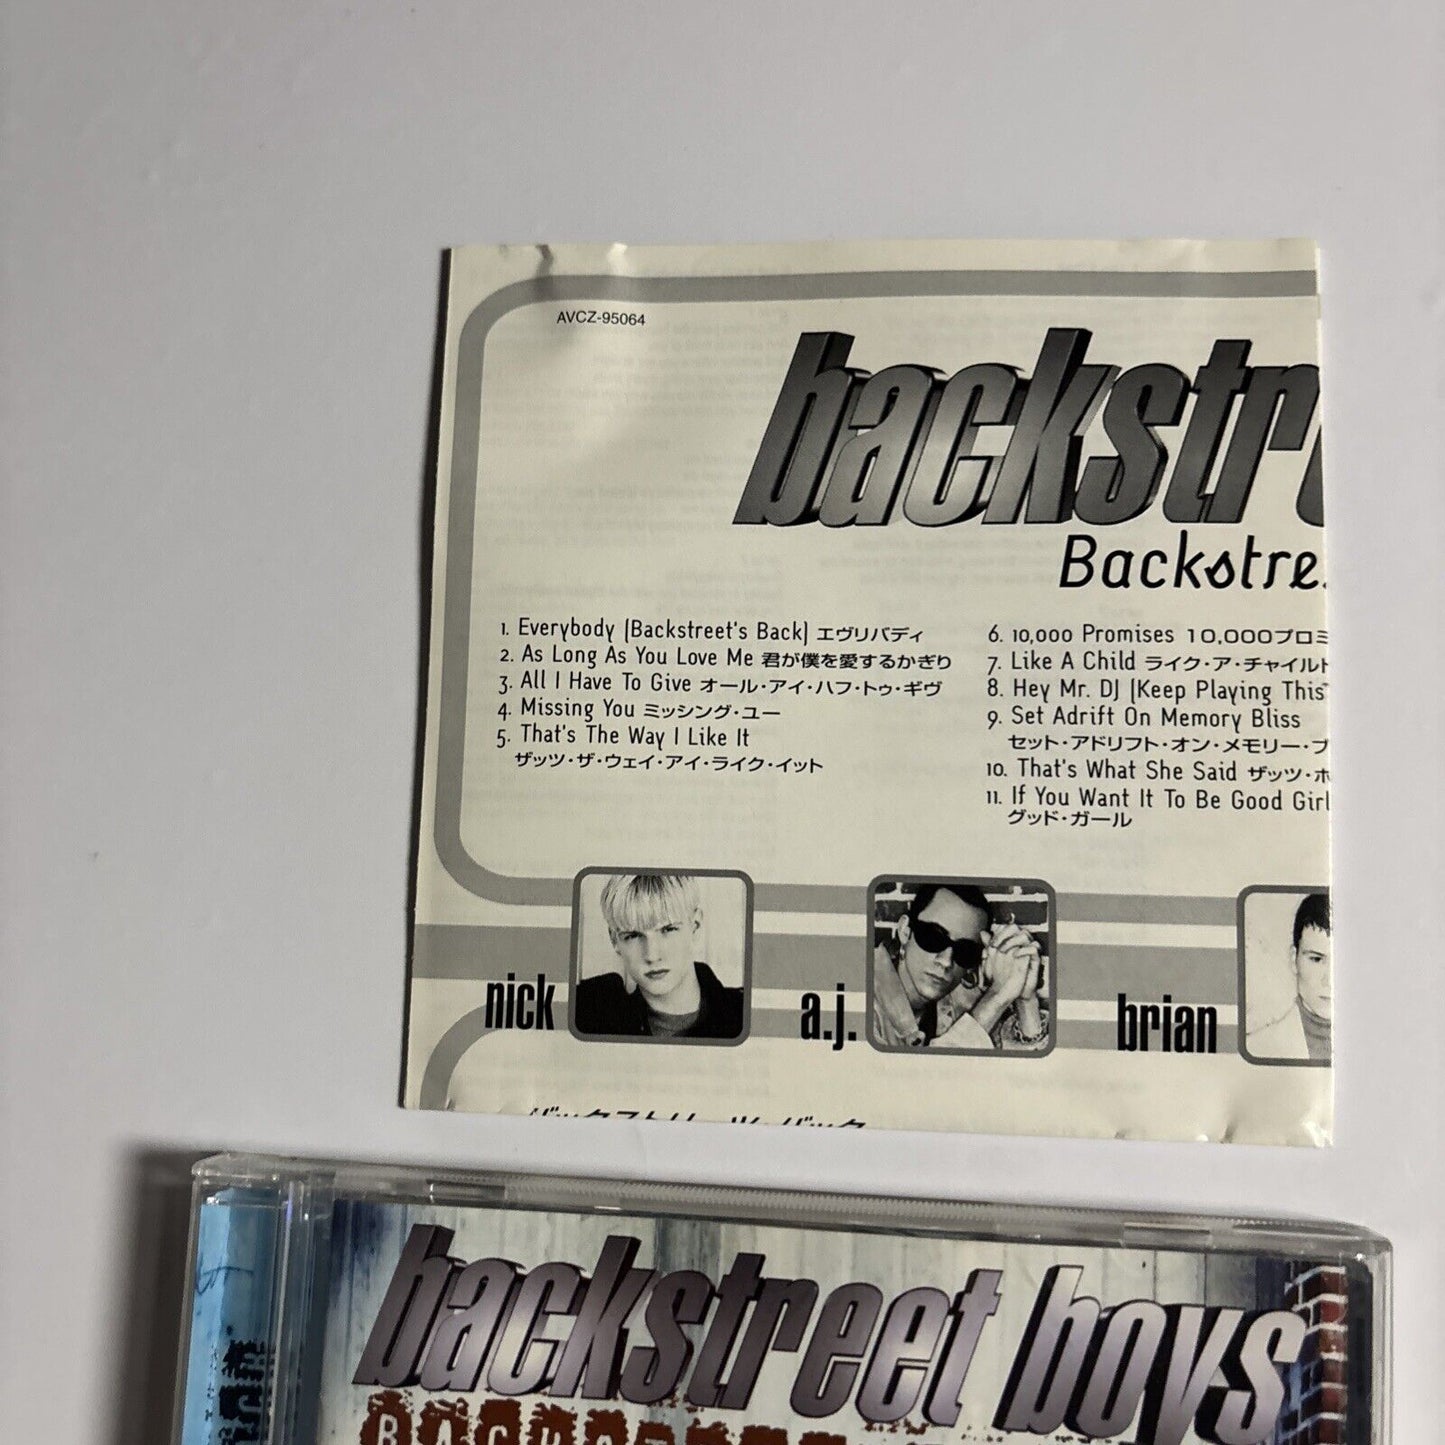 AVCZ-95064
backstr
Backstre
1. Everybody (Backstreet's Back) エヴリバディ
2. As Long As You Love Me 君が僕を愛するかぎり
3. All I Have To Give オール・アイ・ハフ・トゥ・ギヴ
4. Missing You ミッシング・ユー
5. That's The Way I Like It
ザッツ・ザ・ウェイ・アイ・ライク・イット
6. 10,000 Promises 10,000プロミ
7. Like A Child ライク・ア・チャイルト
8. Hey Mr. DJ (Keep Playing This
9. Set Adrift On Memory Bliss
セット・アドリフト・オン・メモリー・ブ
10. That's What She Said ザッツ・ホ
11. If You Want It To Be Good Girl
グッド・ガール
nick
a.j.
brian
backstreet boys